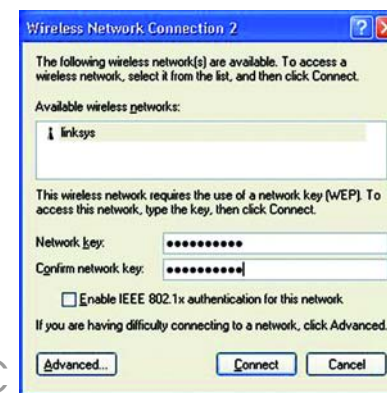 Wireless Network Connection 2
The following wireless network(s) are available. To access a
wireless network, select it from the list, and then click Connect.
Available wireless networks:
linksys
This wireless network requires the use of a network key (WEP). To
access this network, type the key, then click Connect.
Network key: ●●●●●●●●●●
Confirm network key: ●●●●●●●●●●
Enable IEEE 802.1x authentication for this network
If you are having difficulty connecting to a network, click Advanced.
Advanced... Connect Cancel